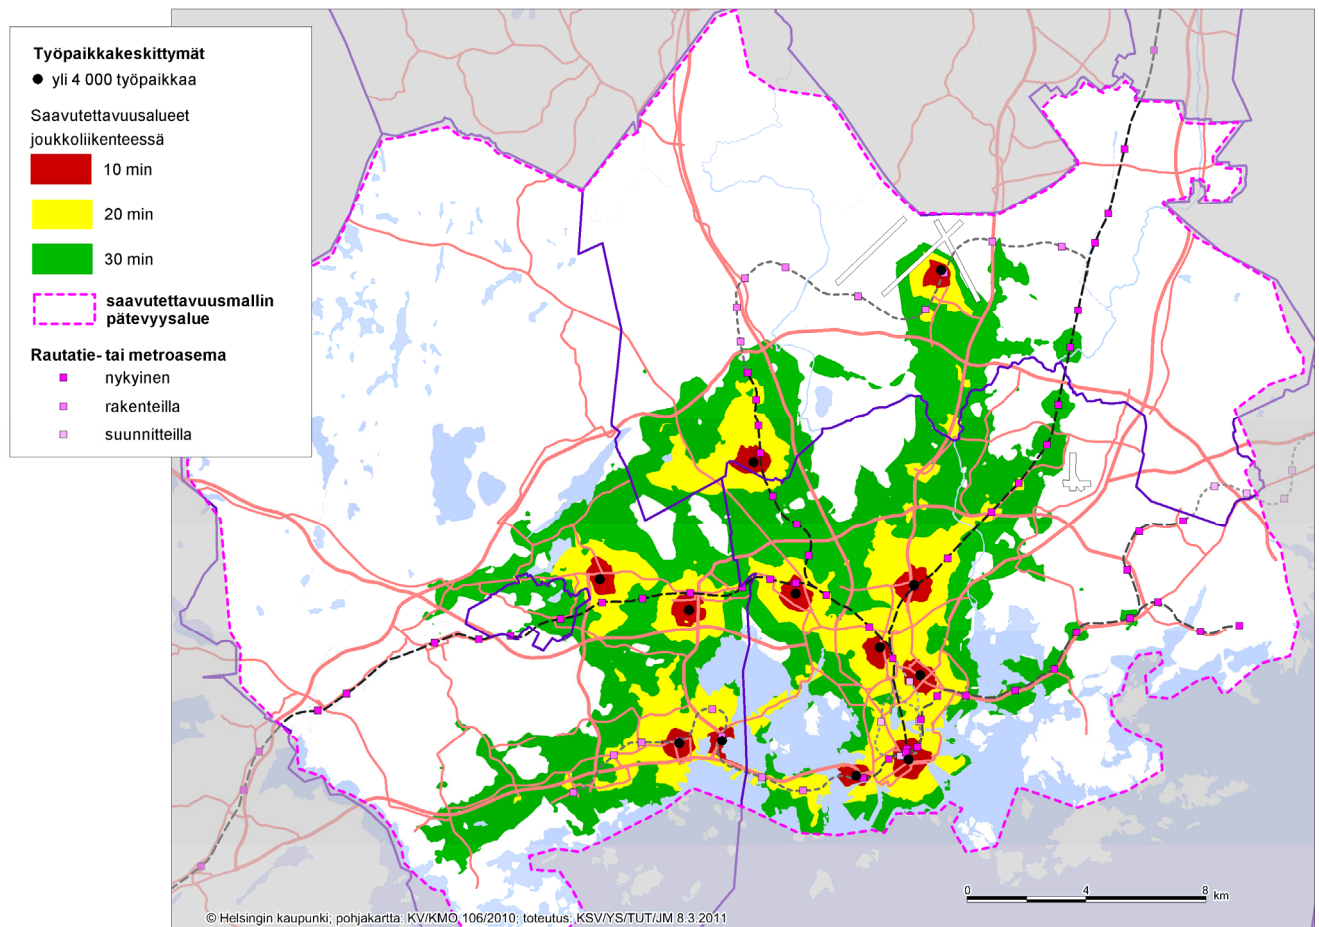 Työpaikkakeskittymät
yli 4 000 työpaikkaa
Saavutettavuusalueet
joukkoliikenteessä
10 min
20 min
30 min
saavutettavuusmallin
pätevyysalue
Rautatie- tai metroasema
nykyinen
rakenteilla
suunnitteilla
0 4 8 km
© Helsingin kaupunki; pohjakartta: KV/KMO 106/2010; toteutus: KSV/YS/TUT/JM 8.3.2011